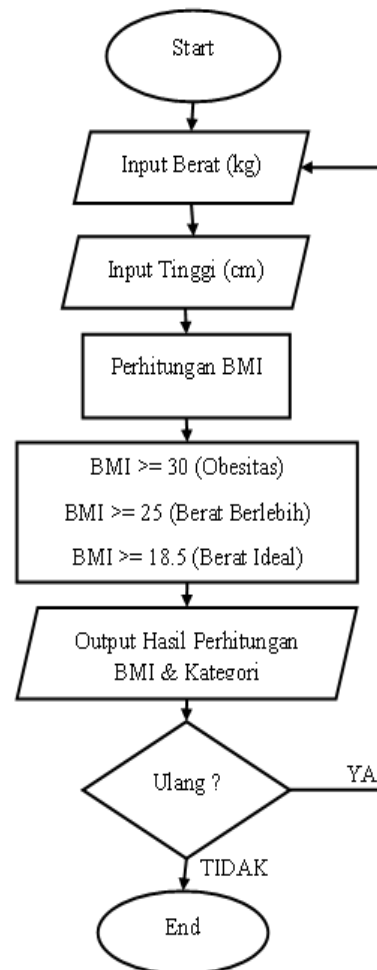 Start
Input Berat (kg)
Input Tinggi (cm)
Perhitungan BMI
BMI >= 30 (Obesitas)
BMI >= 25 (Berat Berlebih)
BMI >= 18.5 (Berat Ideal)
Output Hasil Perhitungan
BMI & Kategori
Ulang ?
YA
TIDAK
End